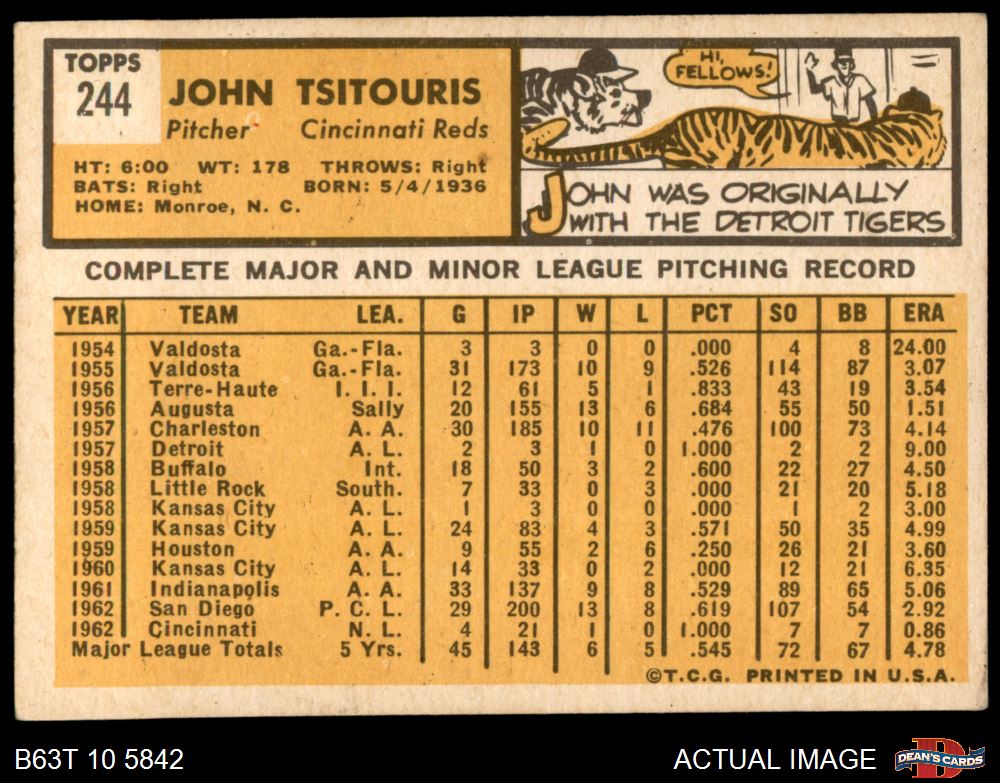 TOPPS
244
JOHN TSITOURIS
Pitcher Cincinnati Reds
HT: 6:00 WT: 178 THROWS: Right
BATS: Right BORN: 5/4/1936
HOME: Monroe, N. C.
HI,
FELLOWS!
JOHN WAS ORIGINALLY
WITH THE DETROIT TIGERS
COMPLETE MAJOR AND MINOR LEAGUE PITCHING RECORD
YEAR TEAM LEA. G IP W L PCT SO BB ERA
1954 Valdosta Ga.-Fla. 3 3 0 0 .000 4 8 24.00
1955 Valdosta Ga.-Fla. 31 173 10 9 .526 114 87 3.07
1956 Terre-Haute I. I. I. 12 61 5 1 .833 43 19 3.54
1956 Augusta Sally 20 155 13 6 .684 55 50 1.51
1957 Charleston A. A. 30 185 10 11 .476 100 73 4.14
1957 Detroit A. L. 2 3 1 0 1.000 2 2 9.00
1958 Buffalo Int. 18 50 3 2 .600 22 27 4.50
1958 Little Rock South. 7 33 0 3 .000 21 20 5.18
1958 Kansas City A. L. 1 3 0 0 .000 1 2 3.00
1959 Kansas City A. L. 24 83 4 3 .571 50 35 4.99
1959 Houston A. A. 9 55 2 6 .250 26 21 3.60
1960 Kansas City A. L. 14 33 0 2 .000 12 21 6.35
1961 Indianapolis A. A. 33 137 9 8 .529 89 65 5.06
1962 San Diego P. C. L. 29 200 13 8 .619 107 54 2.92
1962 Cincinnati N. L. 4 21 1 0 1.000 7 7 0.86
Major League Totals 5 Yrs. 45 143 6 5 .545 72 67 4.78
©T.C.G. PRINTED IN U.S.A.
B63T 10 5842 ACTUAL IMAGE DEAN'S CARDS